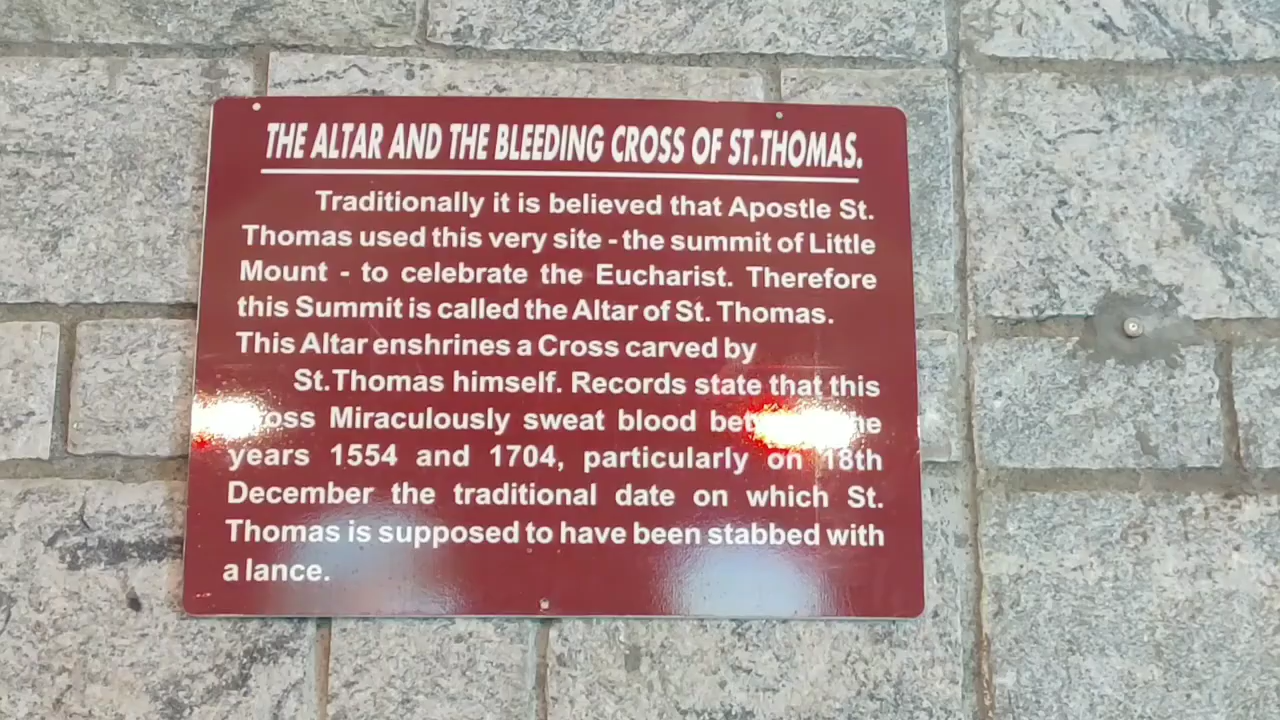 THE ALTAR AND THE BLEEDING CROSS OF ST.THOMAS.
Traditionally it is believed that Apostle St.
Thomas used this very site - the summit of Little
Mount - to celebrate the Eucharist. Therefore
this Summit is called the Altar of St. Thomas.
This Altar enshrines a Cross carved by
St.Thomas himself. Records state that this
Miraculously sweat blood
years 1554 and 1704, particularly on 18th
December the traditional date on which St.
Thomas is supposed to have been stabbed with
a lance.